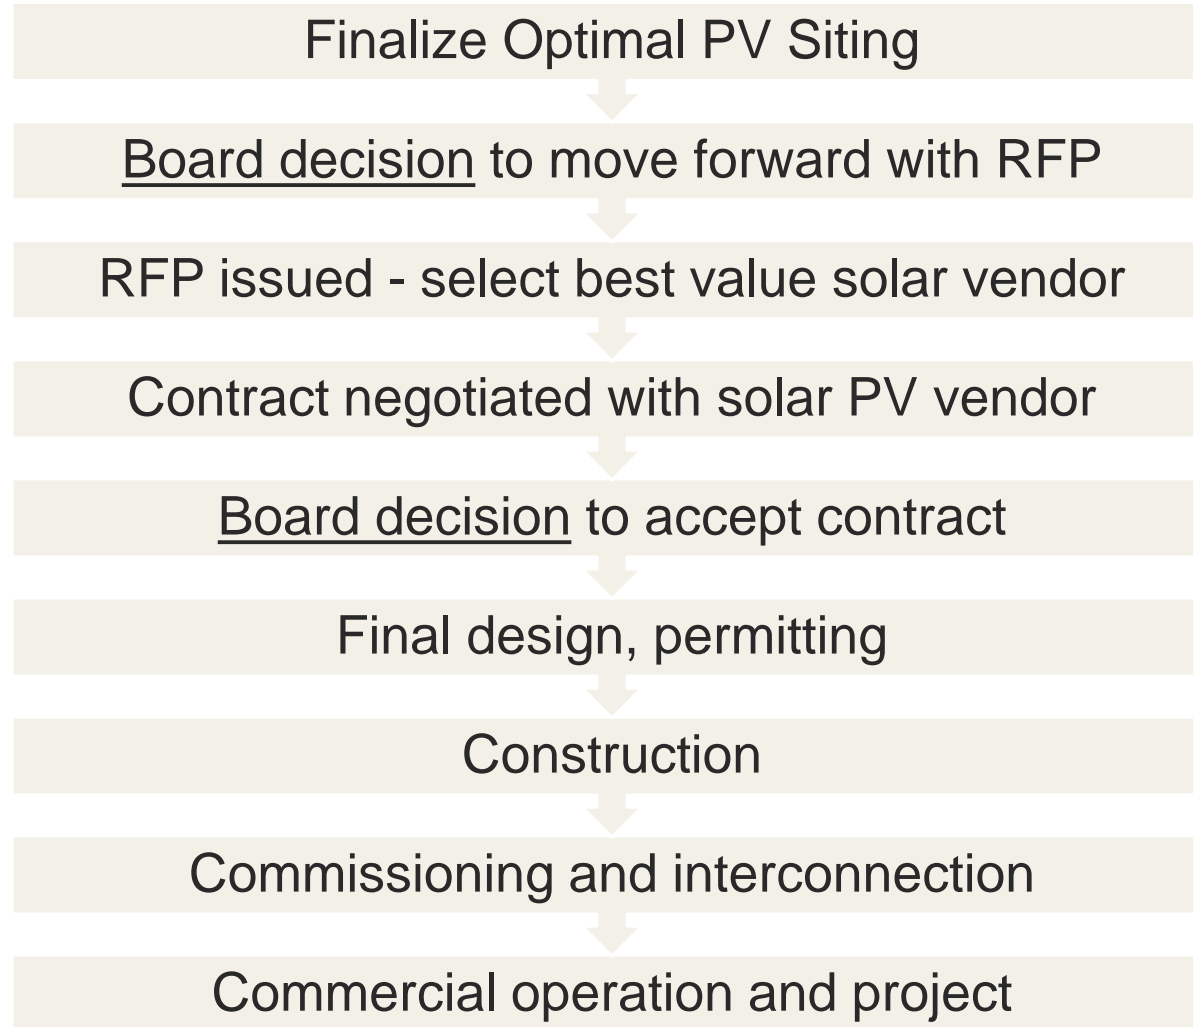 Finalize Optimal PV Siting
Board decision to move forward with RFP
RFP issued - select best value solar vendor
Contract negotiated with solar PV vendor
Board decision to accept contract
Final design, permitting
Construction
Commissioning and interconnection
Commercial operation and project